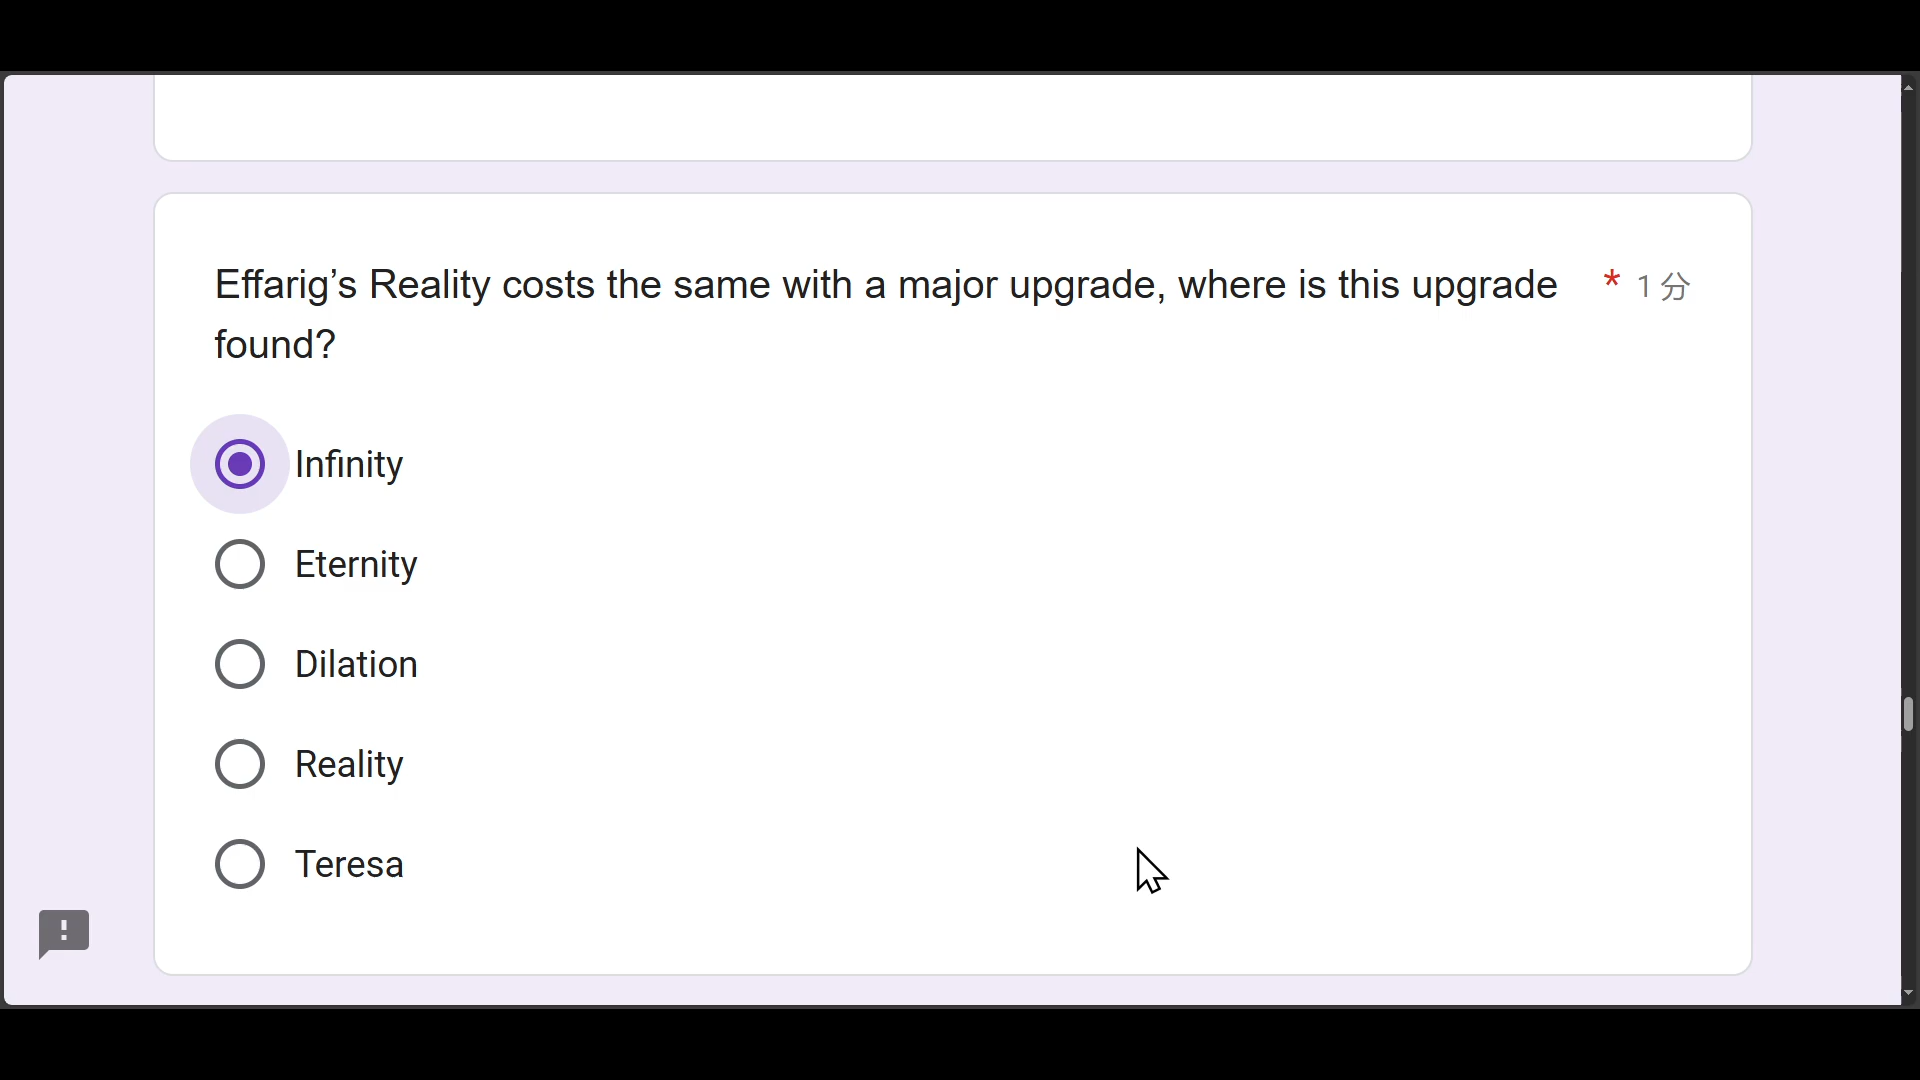 Effarig’s Reality costs the same with a major upgrade, where is this upgrade * 1 分
found?
Infinity
Eternity
Dilation
Reality
Teresa